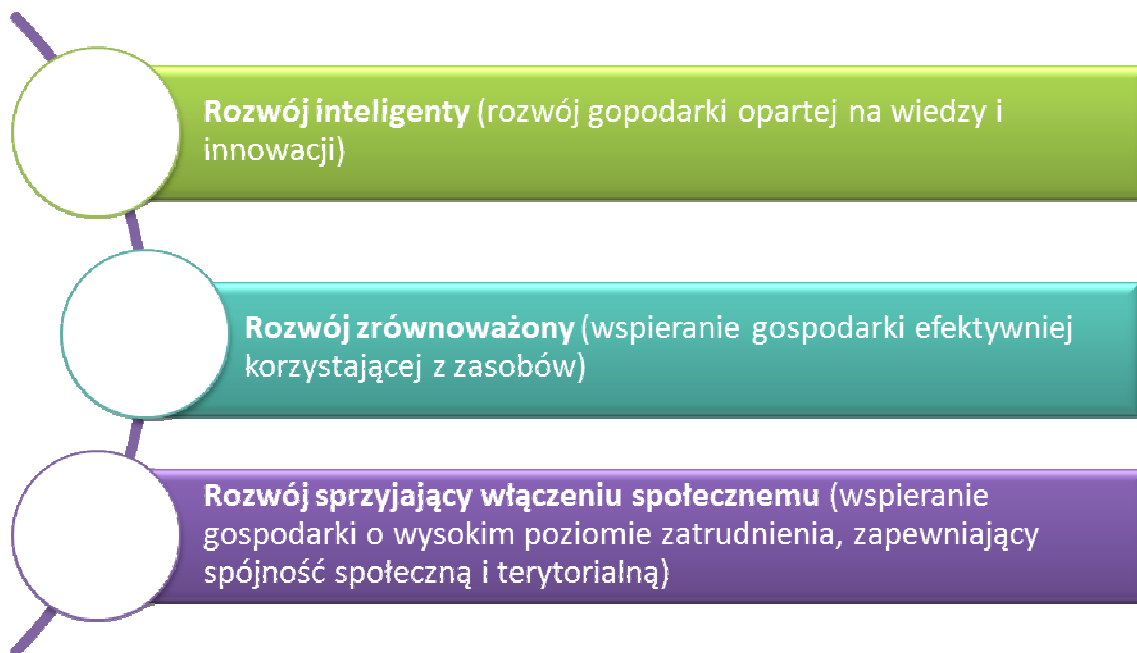 Rozwój inteligenty (rozwój gopodarki opartej na wiedzy i
innowacji)
Rozwój zrównoważony (wspieranie gospodarki efektywniej
korzystającej z zasobów)
Rozwój sprzyjający włączeniu społecznemu (wspieranie
gospodarki o wysokim poziomie zatrudnienia, zapewniający
spójność społeczną i terytorialną)